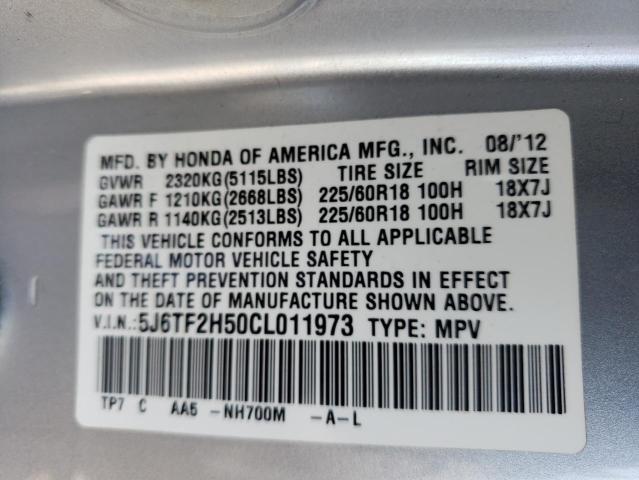 MFD. BY HONDA OF AMERICA MFG., INC. 08/'12
GVWR 2320KG(5115LBS) TIRE SIZE RIM SIZE
GAWR F 1210KG(2668LBS) 225/60R18 100H 18X7J
GAWR R 1140KG(2513LBS) 225/60R18 100H 18X7J
THIS VEHICLE CONFORMS TO ALL APPLICABLE
FEDERAL MOTOR VEHICLE SAFETY
AND THEFT PREVENTION STANDARDS IN EFFECT
ON THE DATE OF MANUFACTURE SHOWN ABOVE.
V.I.N.:5J6TF2H50CL011973 TYPE: MPV
TP7 C AA5 -NH700M -A-L